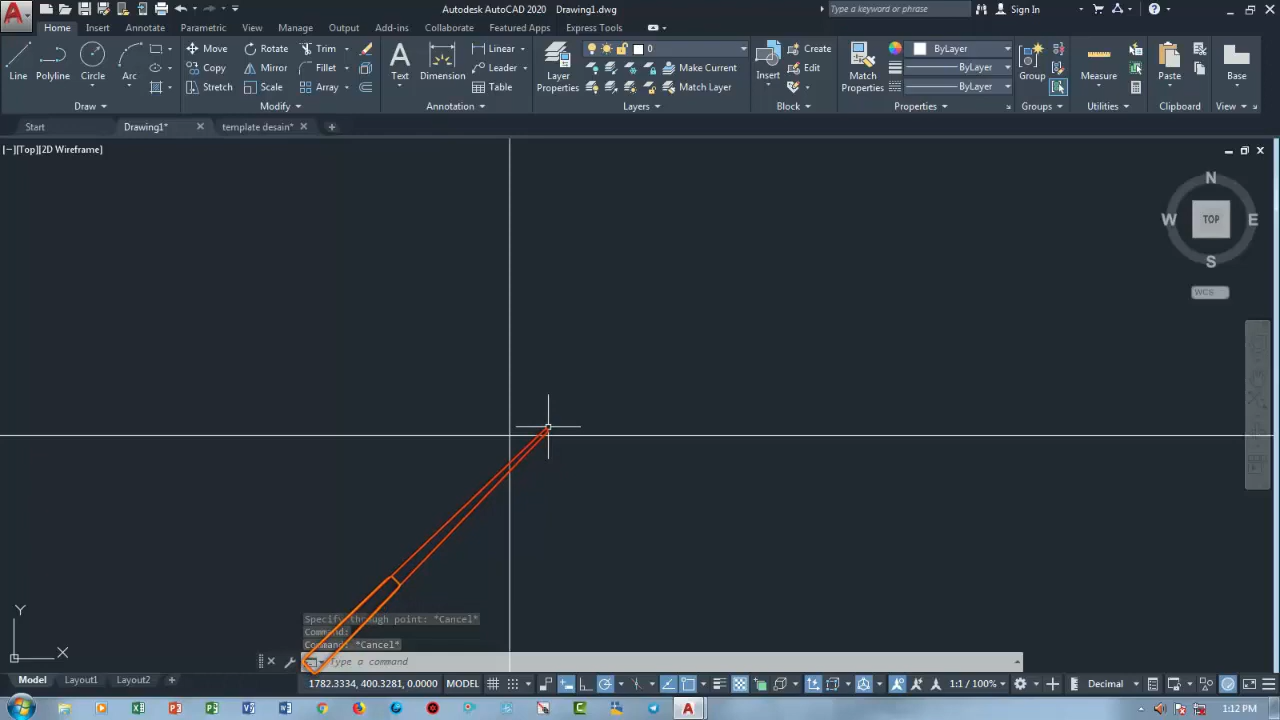 Autodesk AutoCAD 2020 Drawing1.dwg
Type a keyword or phrase
Sign In
Home Insert Annotate Parametric View Manage Output Add-ins Collaborate Express Tools Featured Apps
Line
Polyline
Circle
Arc
Draw
Move Rotate Trim
Copy Mirror Fillet
Stretch Scale Array
Modify
Text
Dimension
Linear
Leader
Table
Annotation
Layer
Properties
0
Make Current
Match Layer
Layers
Insert
Create
Edit
Block
Match
Properties
ByLayer
ByLayer
ByLayer
Properties
Group
Groups
Measure
Utilities
Paste
Clipboard
Base
View
Start Drawing1* template desain*
[−][Top][2D Wireframe]
N
W TOP E
S
WCS
Y
X
Specify through point: *Cancel*
Command:
Command: *Cancel*
Type a command
Model Layout1 Layout2
1782.3334, 400.3281, 0.0000 MODEL
1:1 / 100%
Decimal
1:12 PM